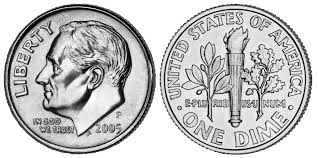 LIBERTY
IN GOD
WE TRUST
P
2005
UNITED STATES OF AMERICA
E·PLURIBUS·UNUM
ONE DIME